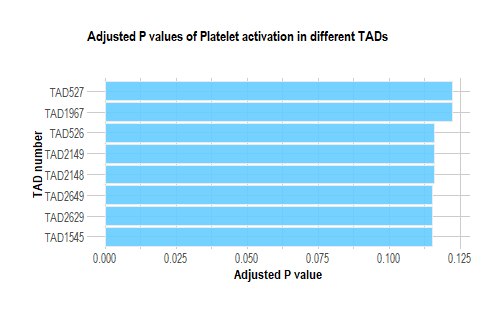 Adjusted P values of Platelet activation in different TADs
TAD number
TAD527
TAD1967
TAD526
TAD2149
TAD2148
TAD2649
TAD2629
TAD1545
0.000 0.025 0.050 0.075 0.100 0.125
Adjusted P value